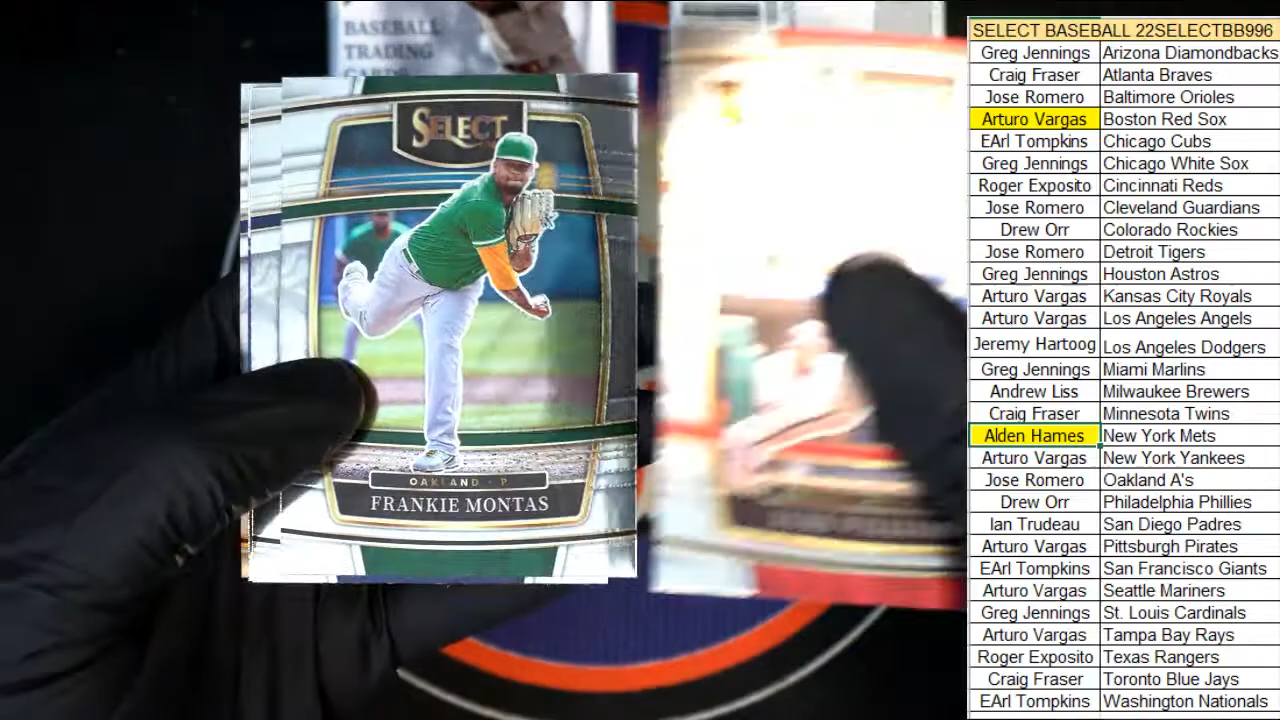 BASEBALL
TRADING
CARDS
SELECT
OAKLAND - P
FRANKIE MONTAS
SELECT BASEBALL 22SELECTBB996
Greg Jennings Arizona Diamondbacks
Craig Fraser Atlanta Braves
Jose Romero Baltimore Orioles
Arturo Vargas Boston Red Sox
EArl Tompkins Chicago Cubs
Greg Jennings Chicago White Sox
Roger Exposito Cincinnati Reds
Jose Romero Cleveland Guardians
Drew Orr Colorado Rockies
Jose Romero Detroit Tigers
Greg Jennings Houston Astros
Arturo Vargas Kansas City Royals
Arturo Vargas Los Angeles Angels
Jeremy Hartoog Los Angeles Dodgers
Greg Jennings Miami Marlins
Andrew Liss Milwaukee Brewers
Craig Fraser Minnesota Twins
Alden Hames New York Mets
Arturo Vargas New York Yankees
Jose Romero Oakland A's
Drew Orr Philadelphia Phillies
Ian Trudeau San Diego Padres
Arturo Vargas Pittsburgh Pirates
EArl Tompkins San Francisco Giants
Arturo Vargas Seattle Mariners
Greg Jennings St. Louis Cardinals
Arturo Vargas Tampa Bay Rays
Roger Exposito Texas Rangers
Craig Fraser Toronto Blue Jays
EArl Tompkins Washington Nationals